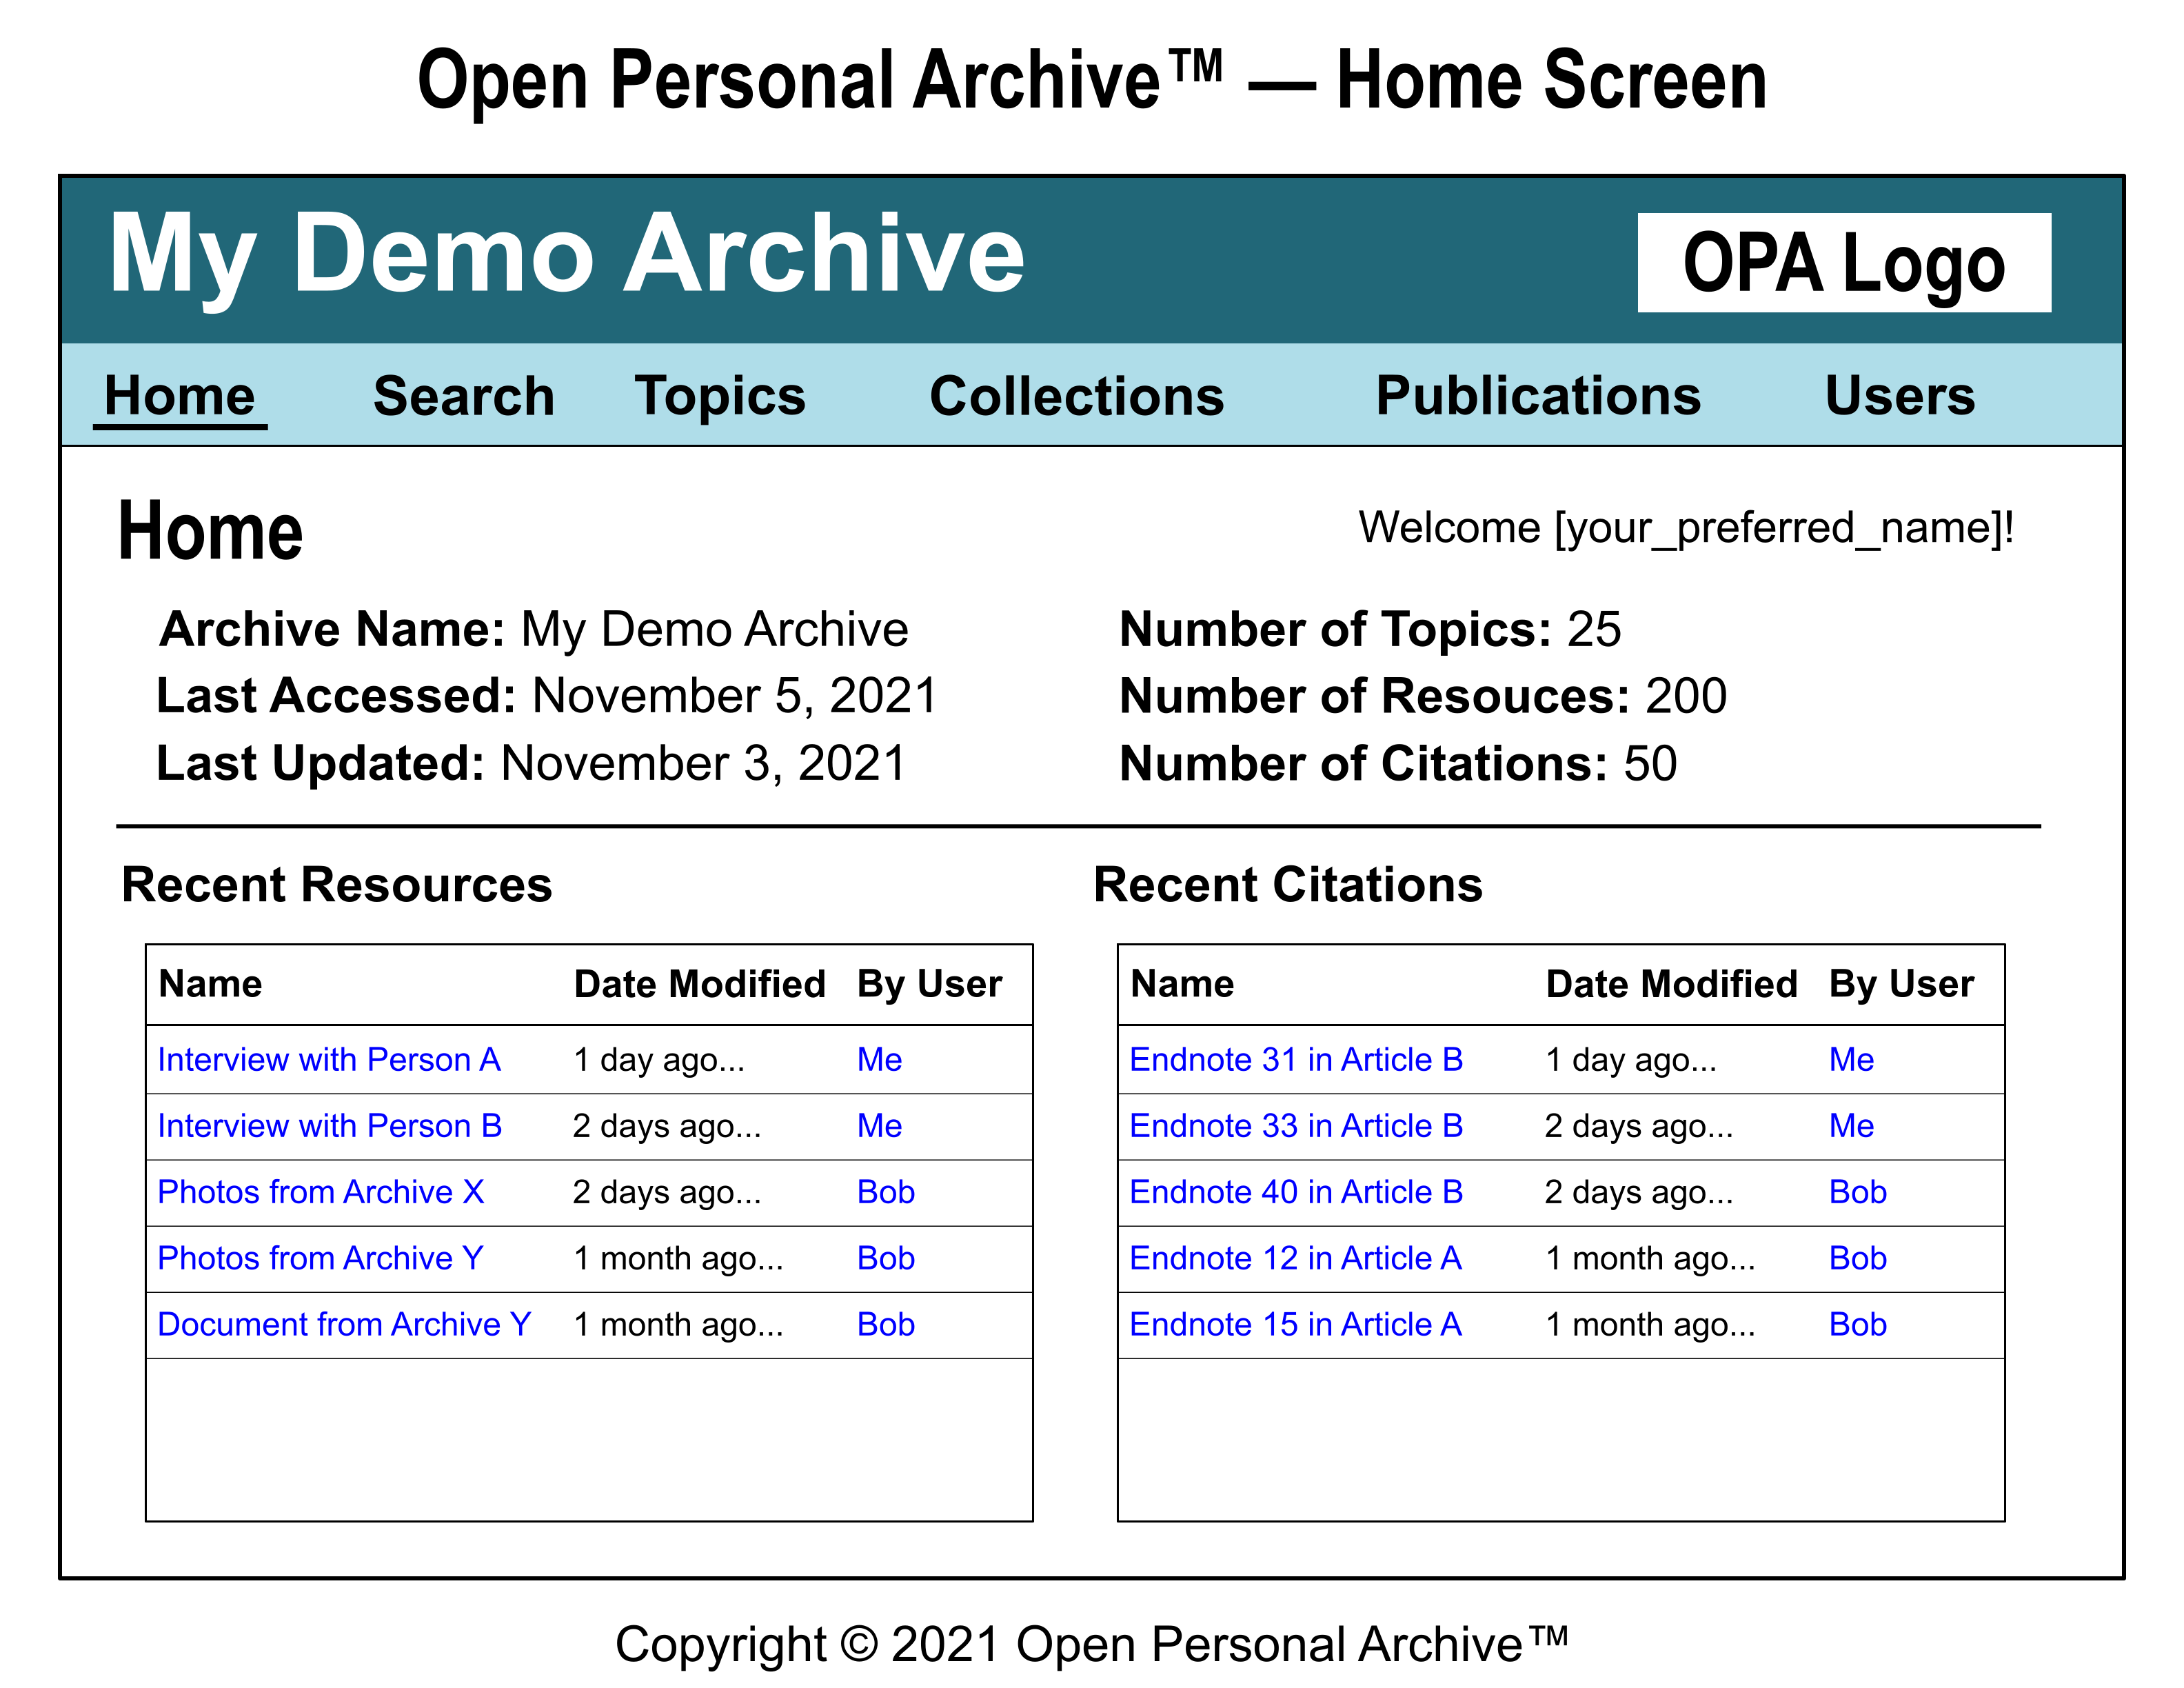 Open Personal Archive™ — Home Screen
My Demo Archive
OPA Logo
Home Search Topics Collections Publications Users
Home
Welcome [your_preferred_name]!
Archive Name: My Demo Archive
Last Accessed: November 5, 2021
Last Updated: November 3, 2021
Number of Topics: 25
Number of Resouces: 200
Number of Citations: 50
Recent Resources
Name Date Modified By User
Interview with Person A 1 day ago... Me
Interview with Person B 2 days ago... Me
Photos from Archive X 2 days ago... Bob
Photos from Archive Y 1 month ago... Bob
Document from Archive Y 1 month ago... Bob
Recent Citations
Name Date Modified By User
Endnote 31 in Article B 1 day ago... Me
Endnote 33 in Article B 2 days ago... Me
Endnote 40 in Article B 2 days ago... Bob
Endnote 12 in Article A 1 month ago... Bob
Endnote 15 in Article A 1 month ago... Bob
Copyright © 2021 Open Personal Archive™